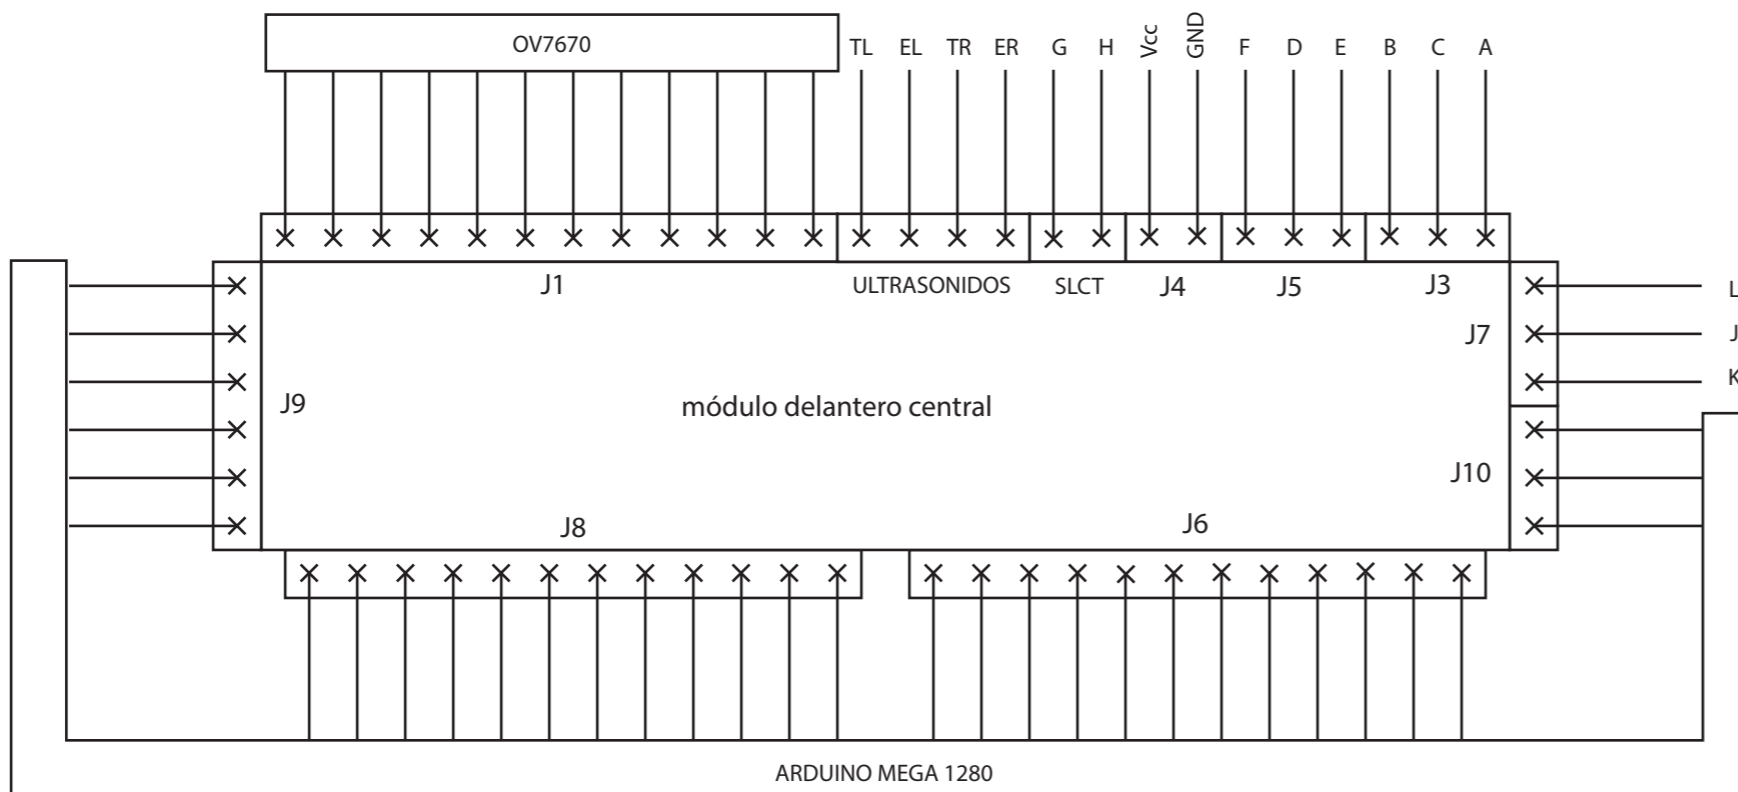 OV7670
TL EL TR ER G H Vcc GND F D E B C A
J1 ULTRASONIDOS SLCT J4 J5 J3
L
J7 J
K
J9 módulo delantero central
J10
J8 J6
ARDUINO MEGA 1280